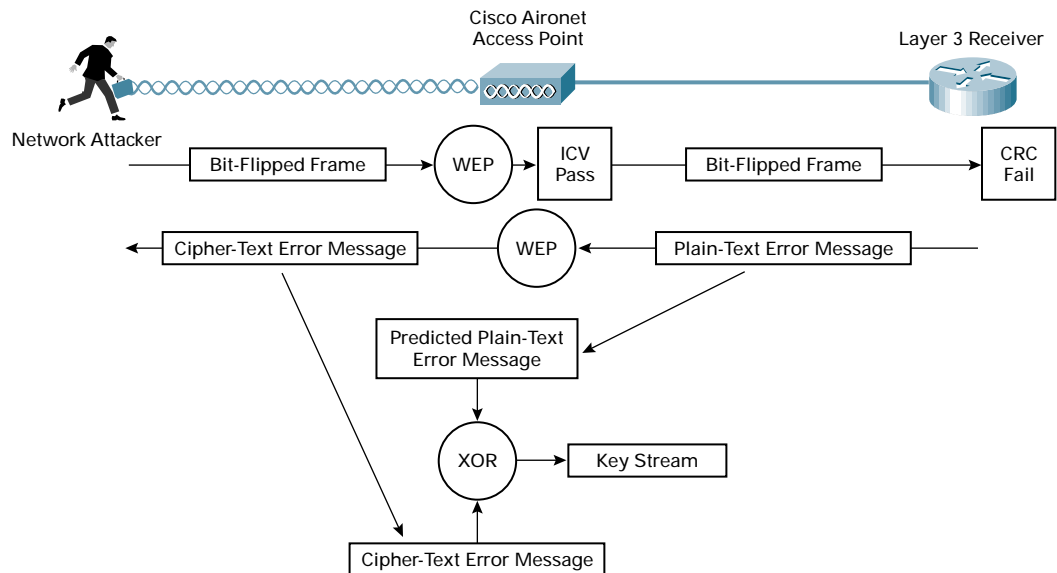 Cisco Aironet
Access Point
Layer 3 Receiver
Network Attacker
Bit-Flipped Frame
WEP
ICV
Pass
Bit-Flipped Frame
CRC
Fail
Cipher-Text Error Message
WEP
Plain-Text Error Message
Predicted Plain-Text
Error Message
XOR
Key Stream
Cipher-Text Error Message